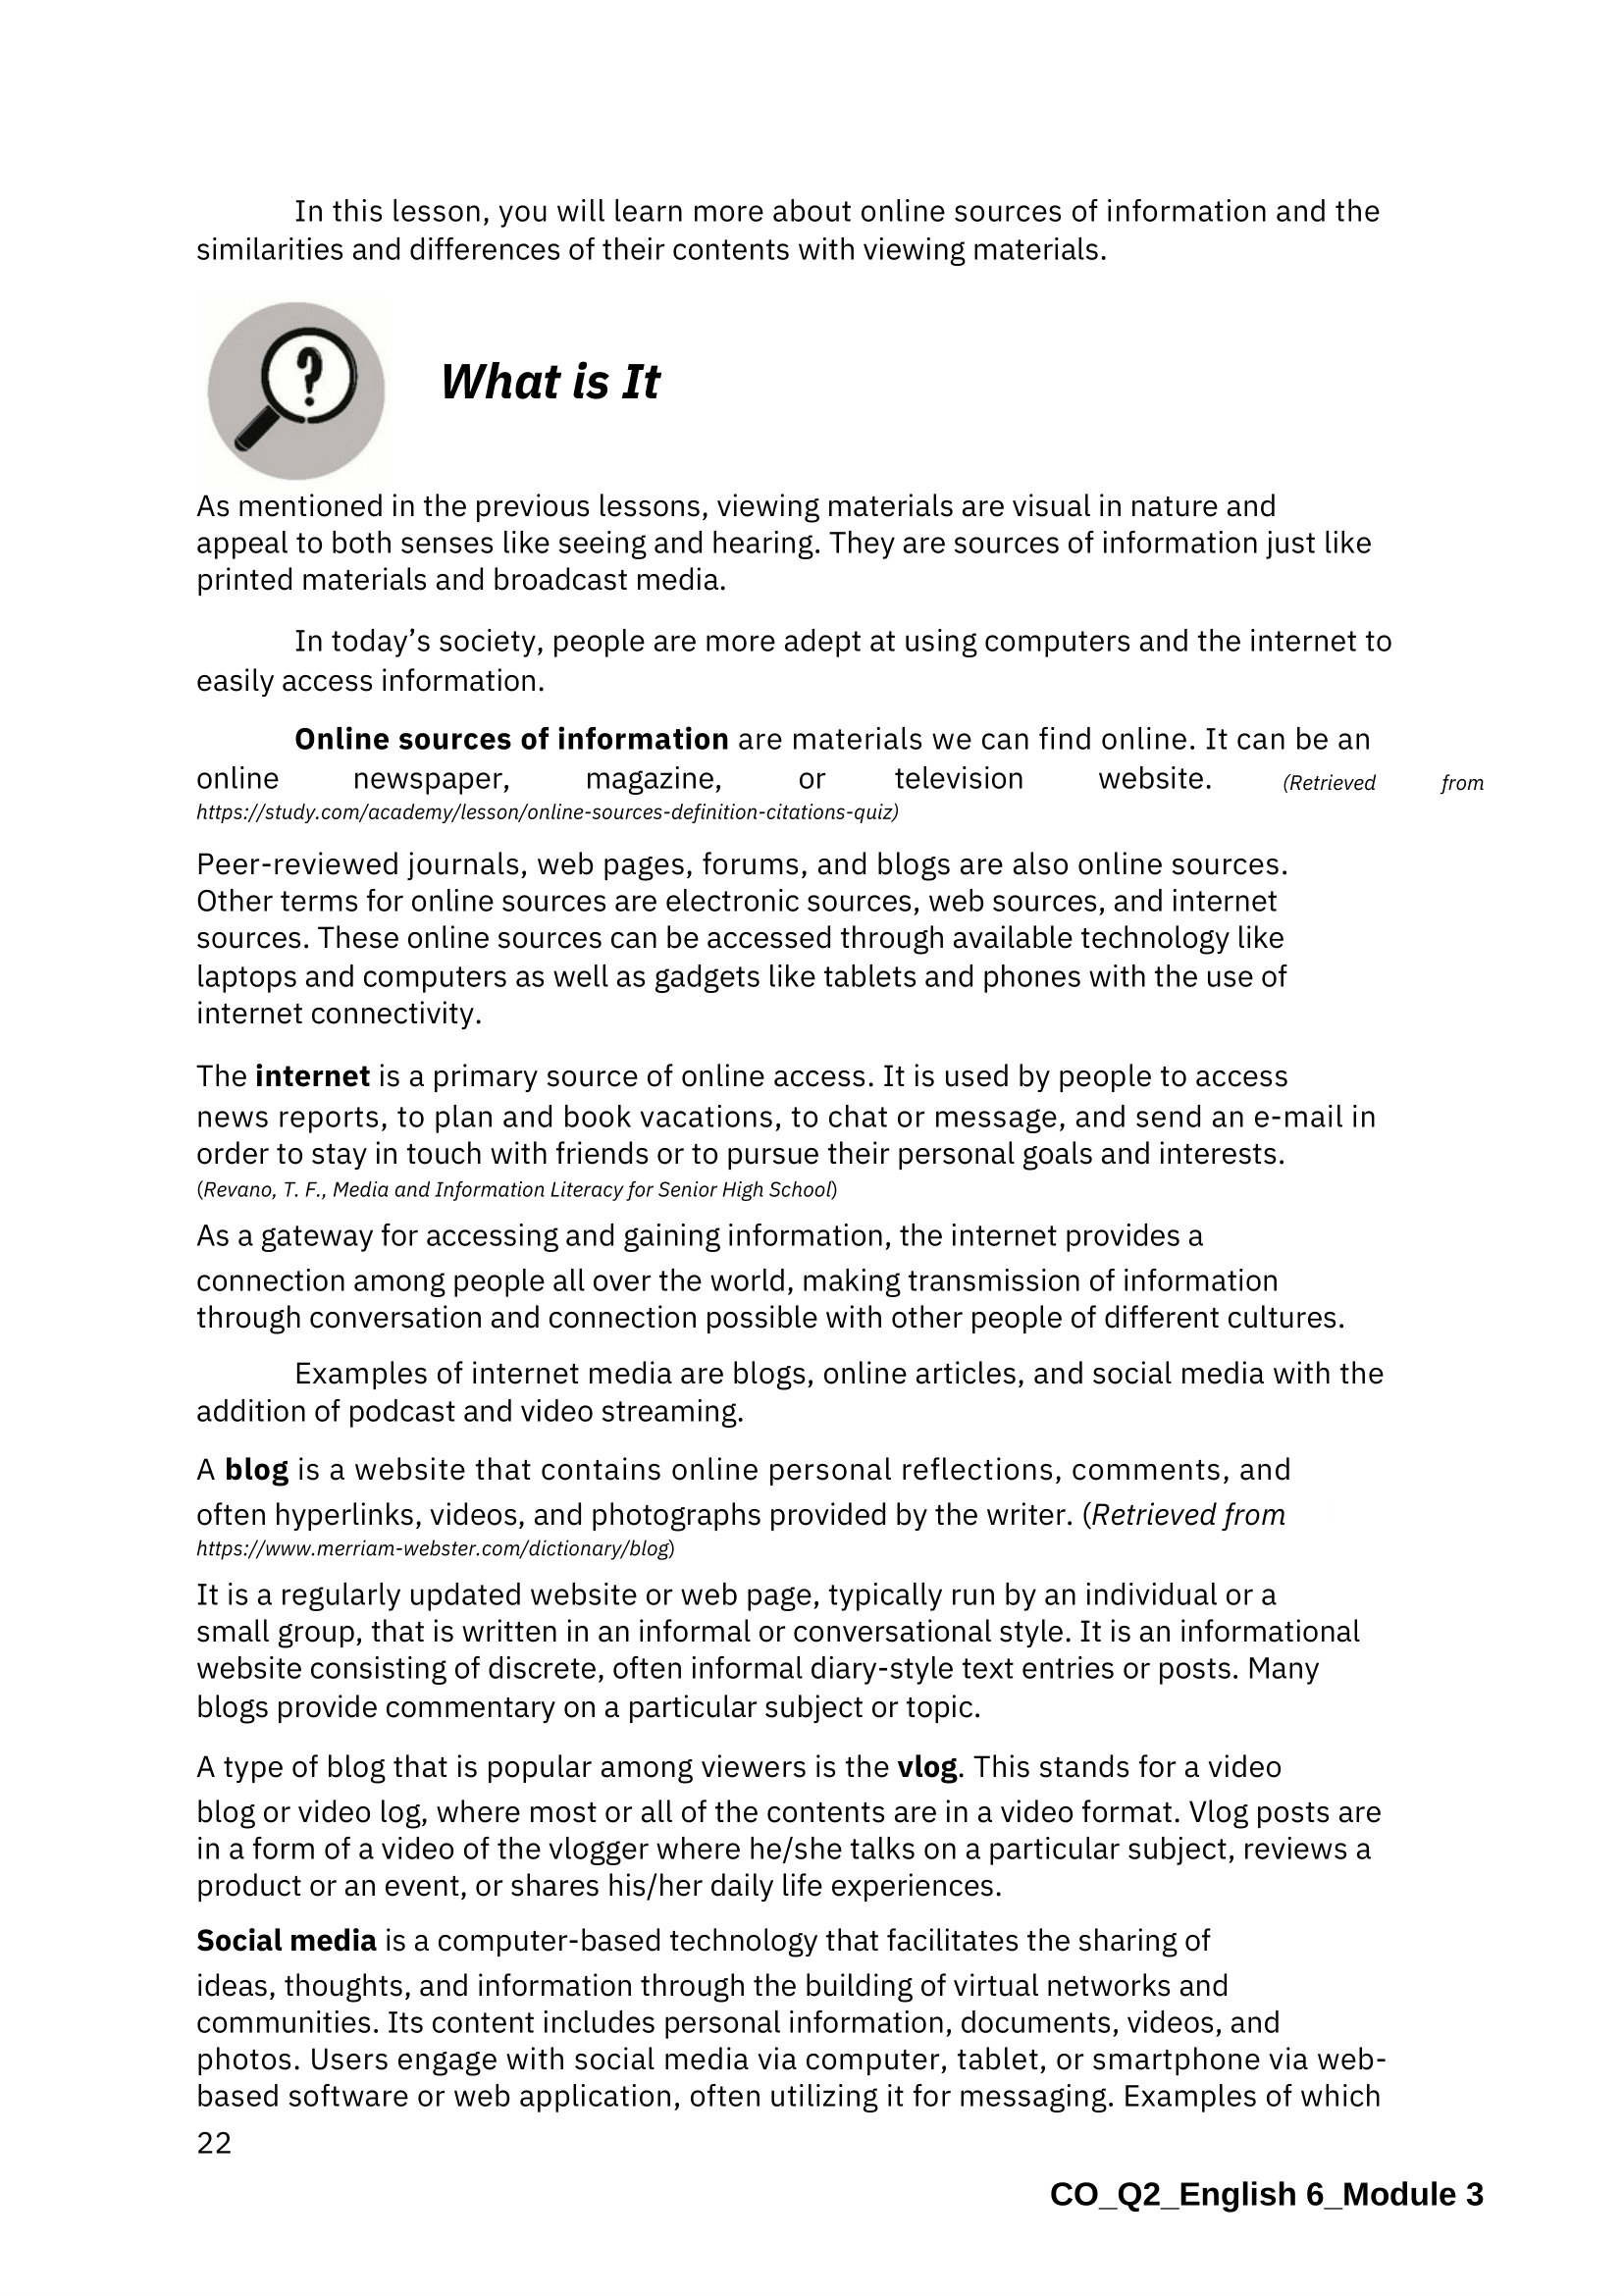 In this lesson, you will learn more about online sources of information and the
similarities and differences of their contents with viewing materials.
?
What is It
As mentioned in the previous lessons, viewing materials are visual in nature and
appeal to both senses like seeing and hearing. They are sources of information just like
printed materials and broadcast media.
In today’s society, people are more adept at using computers and the internet to
easily access information.
Online sources of information are materials we can find online. It can be an
online newspaper, magazine, or television website. (Retrieved from
https://study.com/academy/lesson/online-sources-definition-citations-quiz)
Peer-reviewed journals, web pages, forums, and blogs are also online sources.
Other terms for online sources are electronic sources, web sources, and internet
sources. These online sources can be accessed through available technology like
laptops and computers as well as gadgets like tablets and phones with the use of
internet connectivity.
The internet is a primary source of online access. It is used by people to access
news reports, to plan and book vacations, to chat or message, and send an e-mail in
order to stay in touch with friends or to pursue their personal goals and interests.
(Revano, T. F., Media and Information Literacy for Senior High School)
As a gateway for accessing and gaining information, the internet provides a
connection among people all over the world, making transmission of information
through conversation and connection possible with other people of different cultures.
Examples of internet media are blogs, online articles, and social media with the
addition of podcast and video streaming.
A blog is a website that contains online personal reflections, comments, and
often hyperlinks, videos, and photographs provided by the writer. (Retrieved from
https://www.merriam-webster.com/dictionary/blog)
It is a regularly updated website or web page, typically run by an individual or a
small group, that is written in an informal or conversational style. It is an informational
website consisting of discrete, often informal diary-style text entries or posts. Many
blogs provide commentary on a particular subject or topic.
A type of blog that is popular among viewers is the vlog. This stands for a video
blog or video log, where most or all of the contents are in a video format. Vlog posts are
in a form of a video of the vlogger where he/she talks on a particular subject, reviews a
product or an event, or shares his/her daily life experiences.
Social media is a computer-based technology that facilitates the sharing of
ideas, thoughts, and information through the building of virtual networks and
communities. Its content includes personal information, documents, videos, and
photos. Users engage with social media via computer, tablet, or smartphone via web-
based software or web application, often utilizing it for messaging. Examples of which
22
CO_Q2_English 6_Module 3